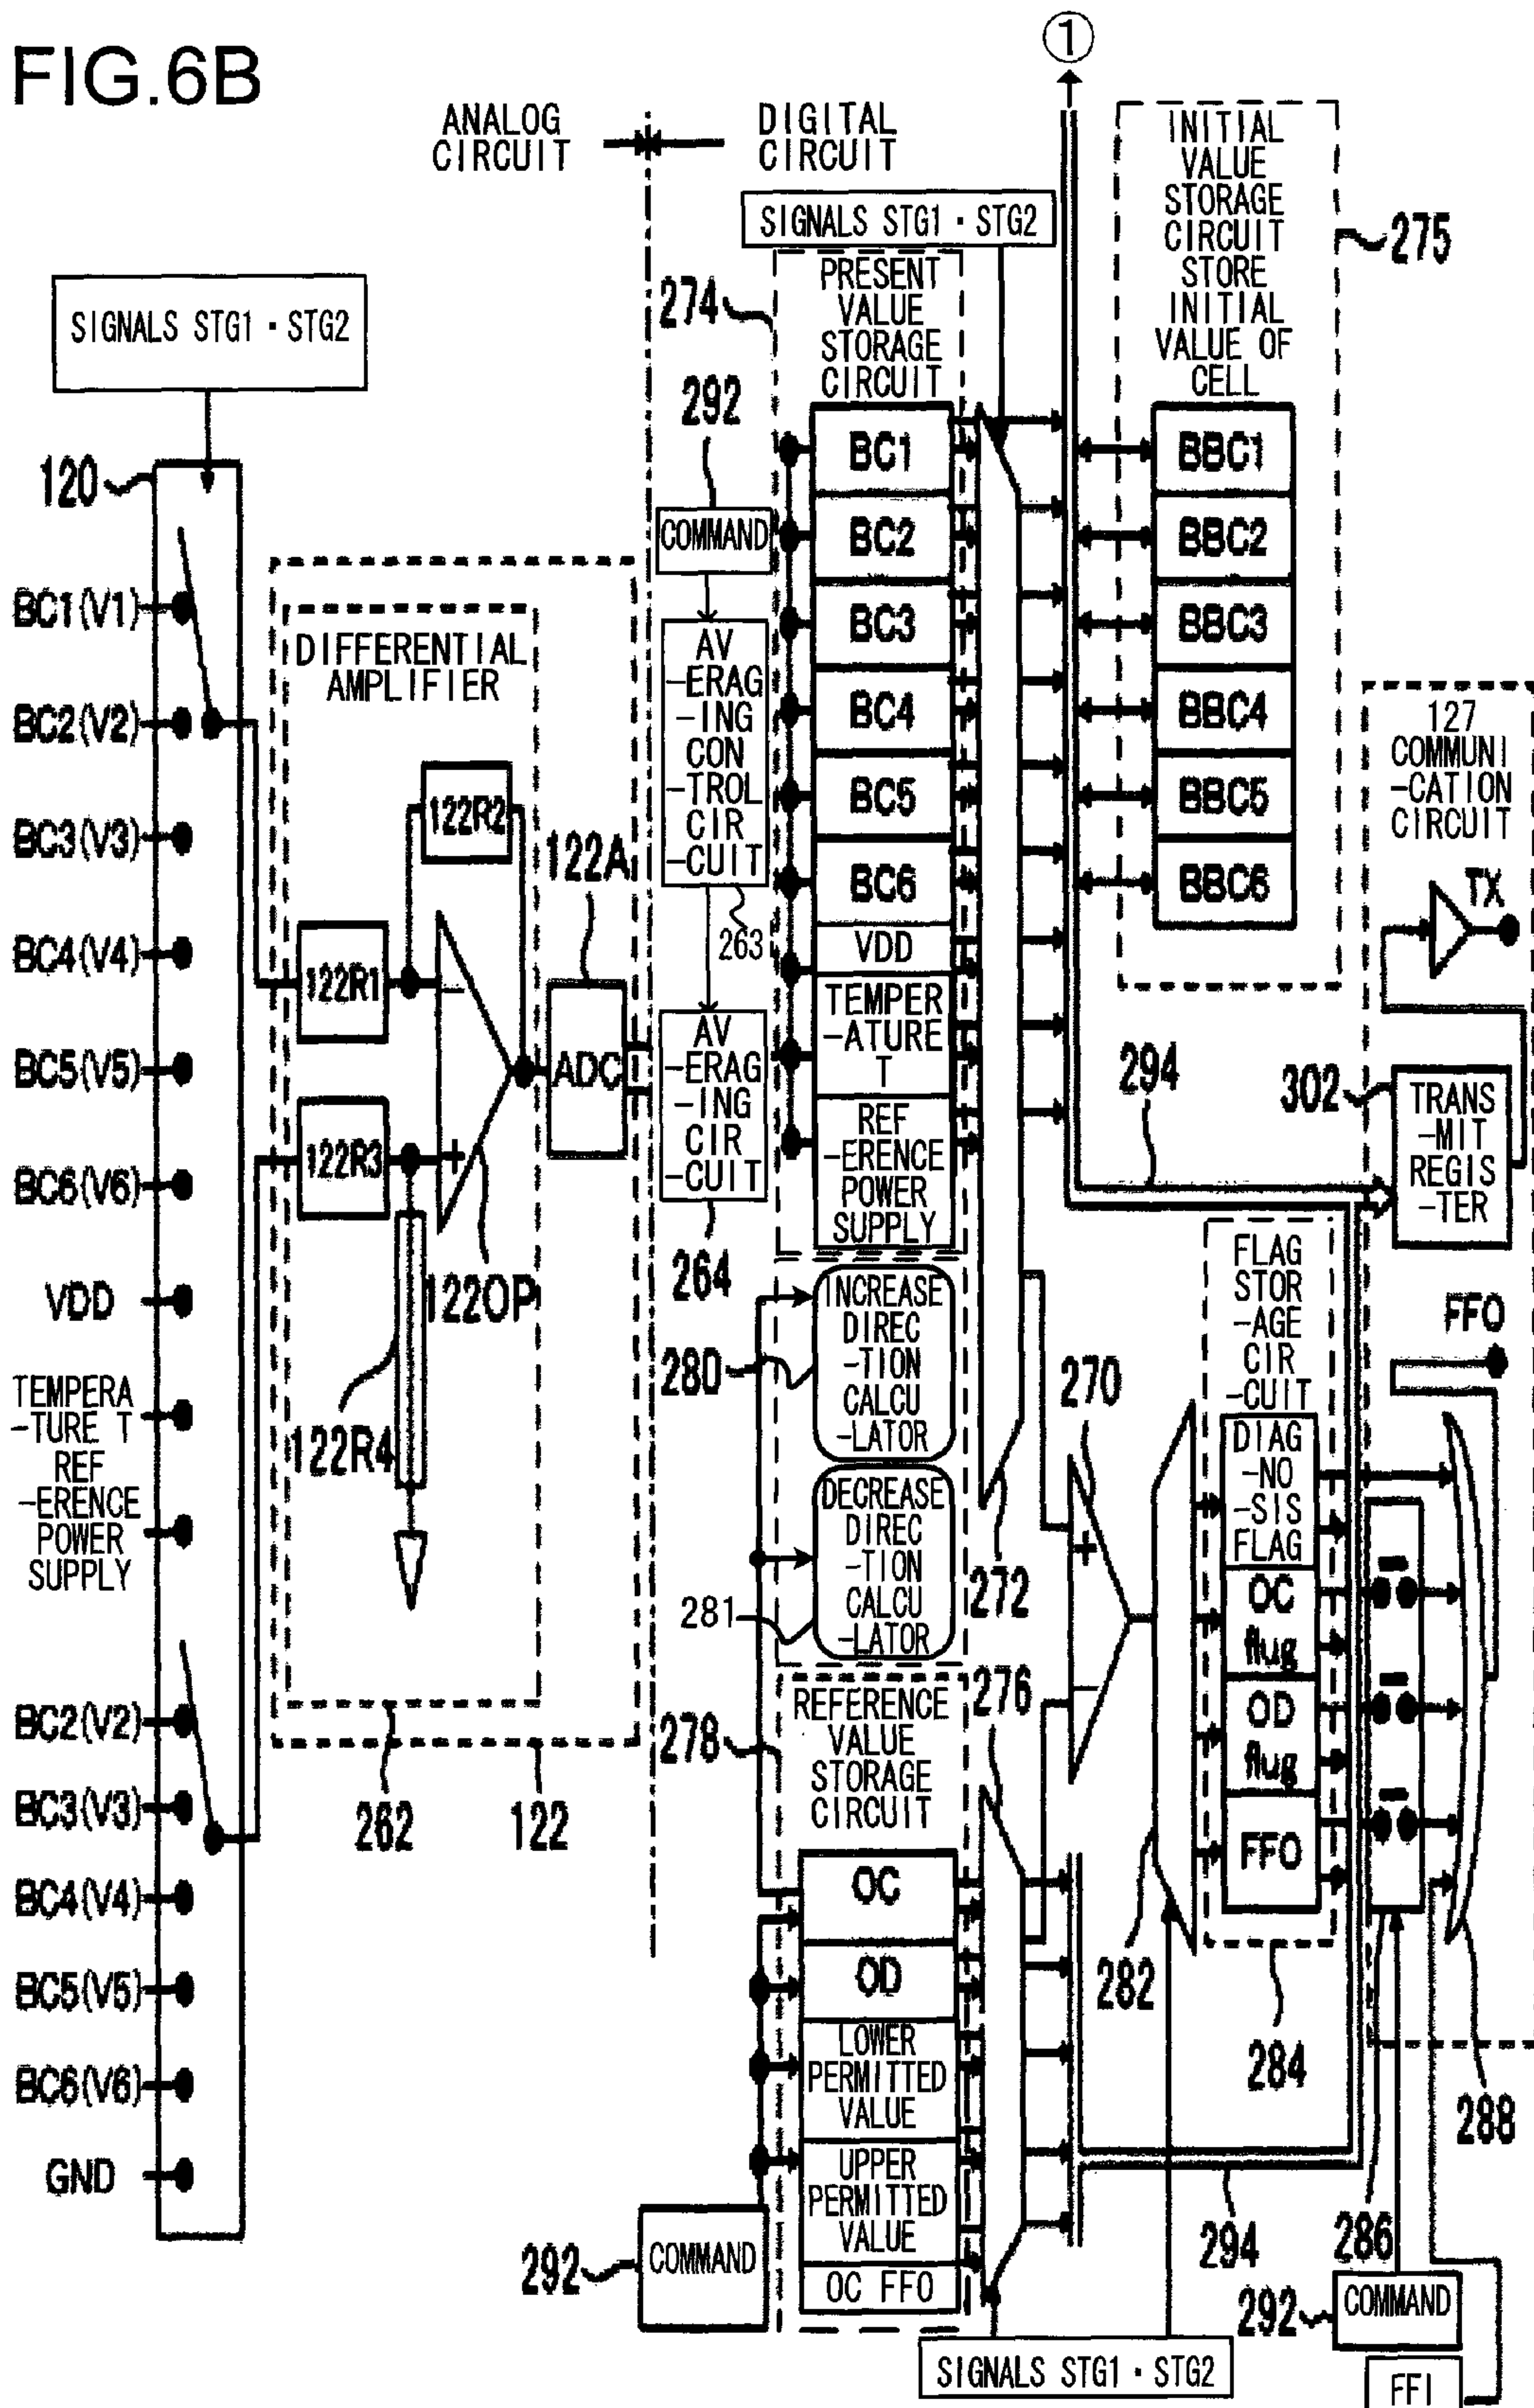 FIG.6B
①
ANALOG
CIRCUIT
DIGITAL
CIRCUIT
SIGNALS STG1・STG2
SIGNALS STG1・STG2
INITIAL
VALUE
STORAGE
CIRCUIT
STORE
INITIAL
VALUE OF
CELL
275
BBC1
BBC2
BBC3
BBC4
BBC5
BBC6
120
BC1(V1)
BC2(V2)
BC3(V3)
BC4(V4)
BC5(V5)
BC6(V6)
VDD
TEMPERA
-TURE T
REF
-ERENCE
POWER
SUPPLY
BC2(V2)
BC3(V3)
BC4(V4)
BC5(V5)
BC6(V6)
GND
DIFFERENTIAL
AMPLIFIER
122R2
122R1
122R3
-
+
122OP
122R4
122A
ADC
262
122
292
COMMAND
AV
-ERAG
-ING
CON
-TROL
CIR
-CUIT
263
AV
-ERAG
-ING
CIR
-CUIT
264
274
PRESENT
VALUE
STORAGE
CIRCUIT
BC1
BC2
BC3
BC4
BC5
BC6
VDD
TEMPER
-ATURE
T
REF
-ERENCE
POWER
SUPPLY
280
INCREASE
DIREC
-TION
CALCU
-LATOR
281
DECREASE
DIREC
-TION
CALCU
-LATOR
272
278
REFERENCE
VALUE
STORAGE
CIRCUIT
276
OC
OD
LOWER
PERMITTED
VALUE
UPPER
PERMITTED
VALUE
OC FFO
292
COMMAND
SIGNALS STG1・STG2
270
+
-
282
FLAG
STOR
-AGE
CIR
-CUIT
DIAG
-NO
-SIS
FLAG
OC
flug
OD
flug
FFO
284
294
127
COMMUNI
-CATION
CIRCUIT
TX
302
TRANS
-MIT
REGIS
-TER
FFO
288
294
286
292
COMMAND
FFI